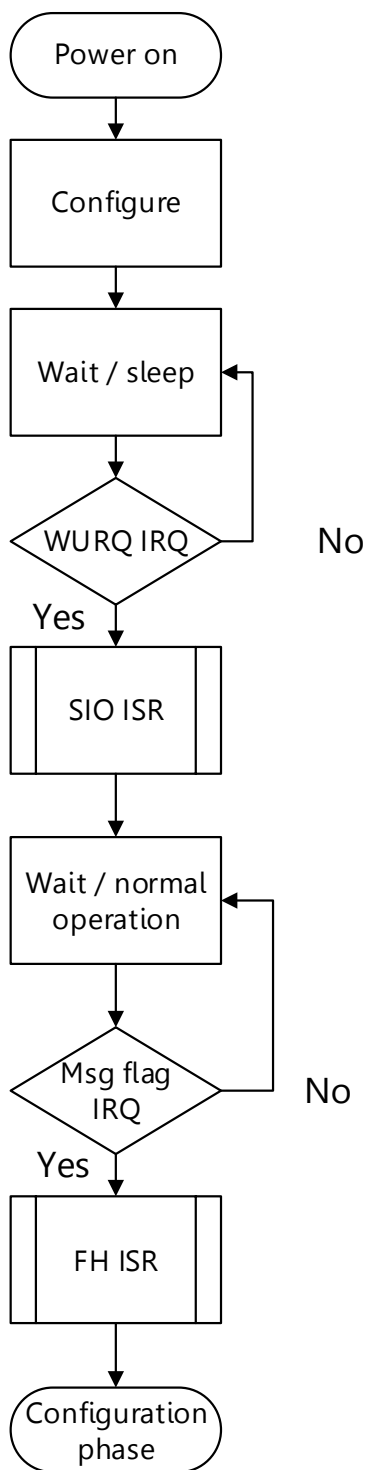 Power on
Configure
Wait / sleep
WURQ IRQ
No
Yes
SIO ISR
Wait / normal
operation
Msg flag
IRQ
No
Yes
FH ISR
Configuration
phase